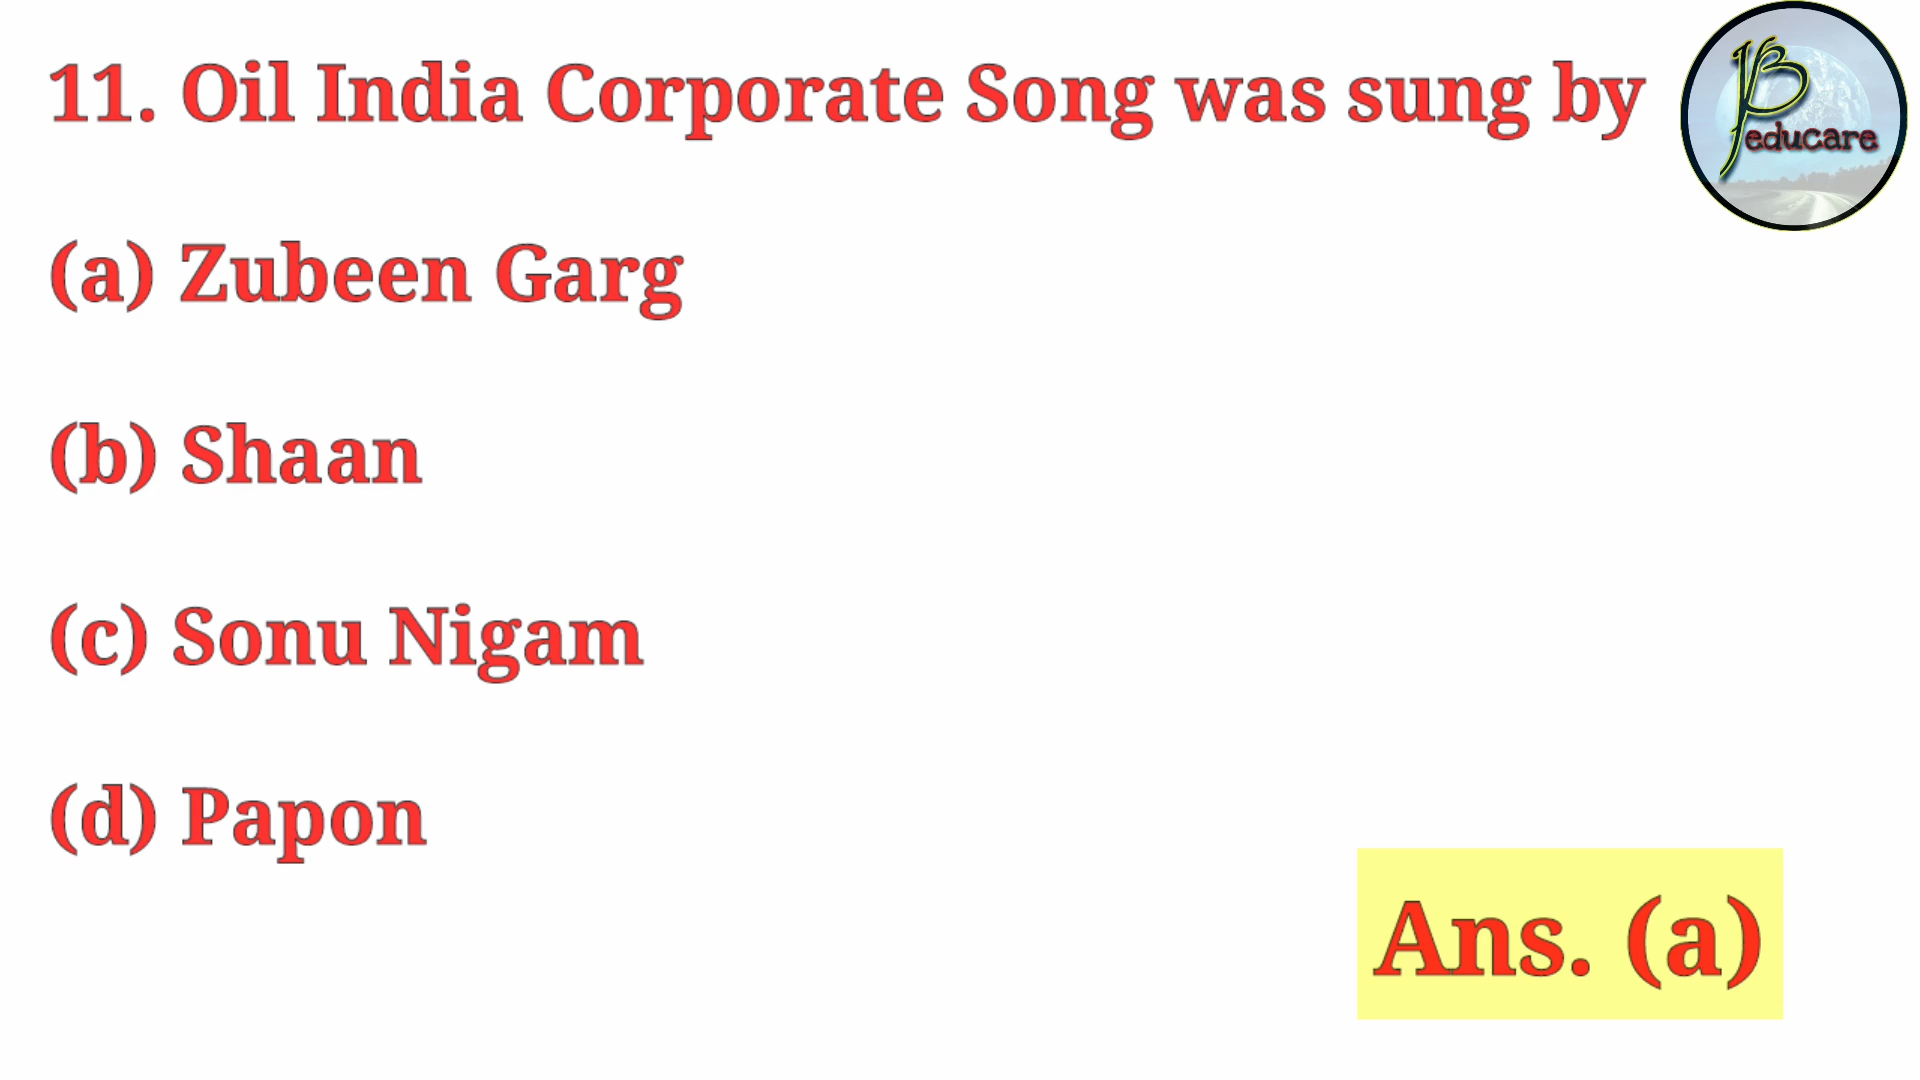 11. Oil India Corporate Song was sung by
(a) Zubeen Garg
(b) Shaan
(c) Sonu Nigam
(d) Papon
Ans. (a)
educare